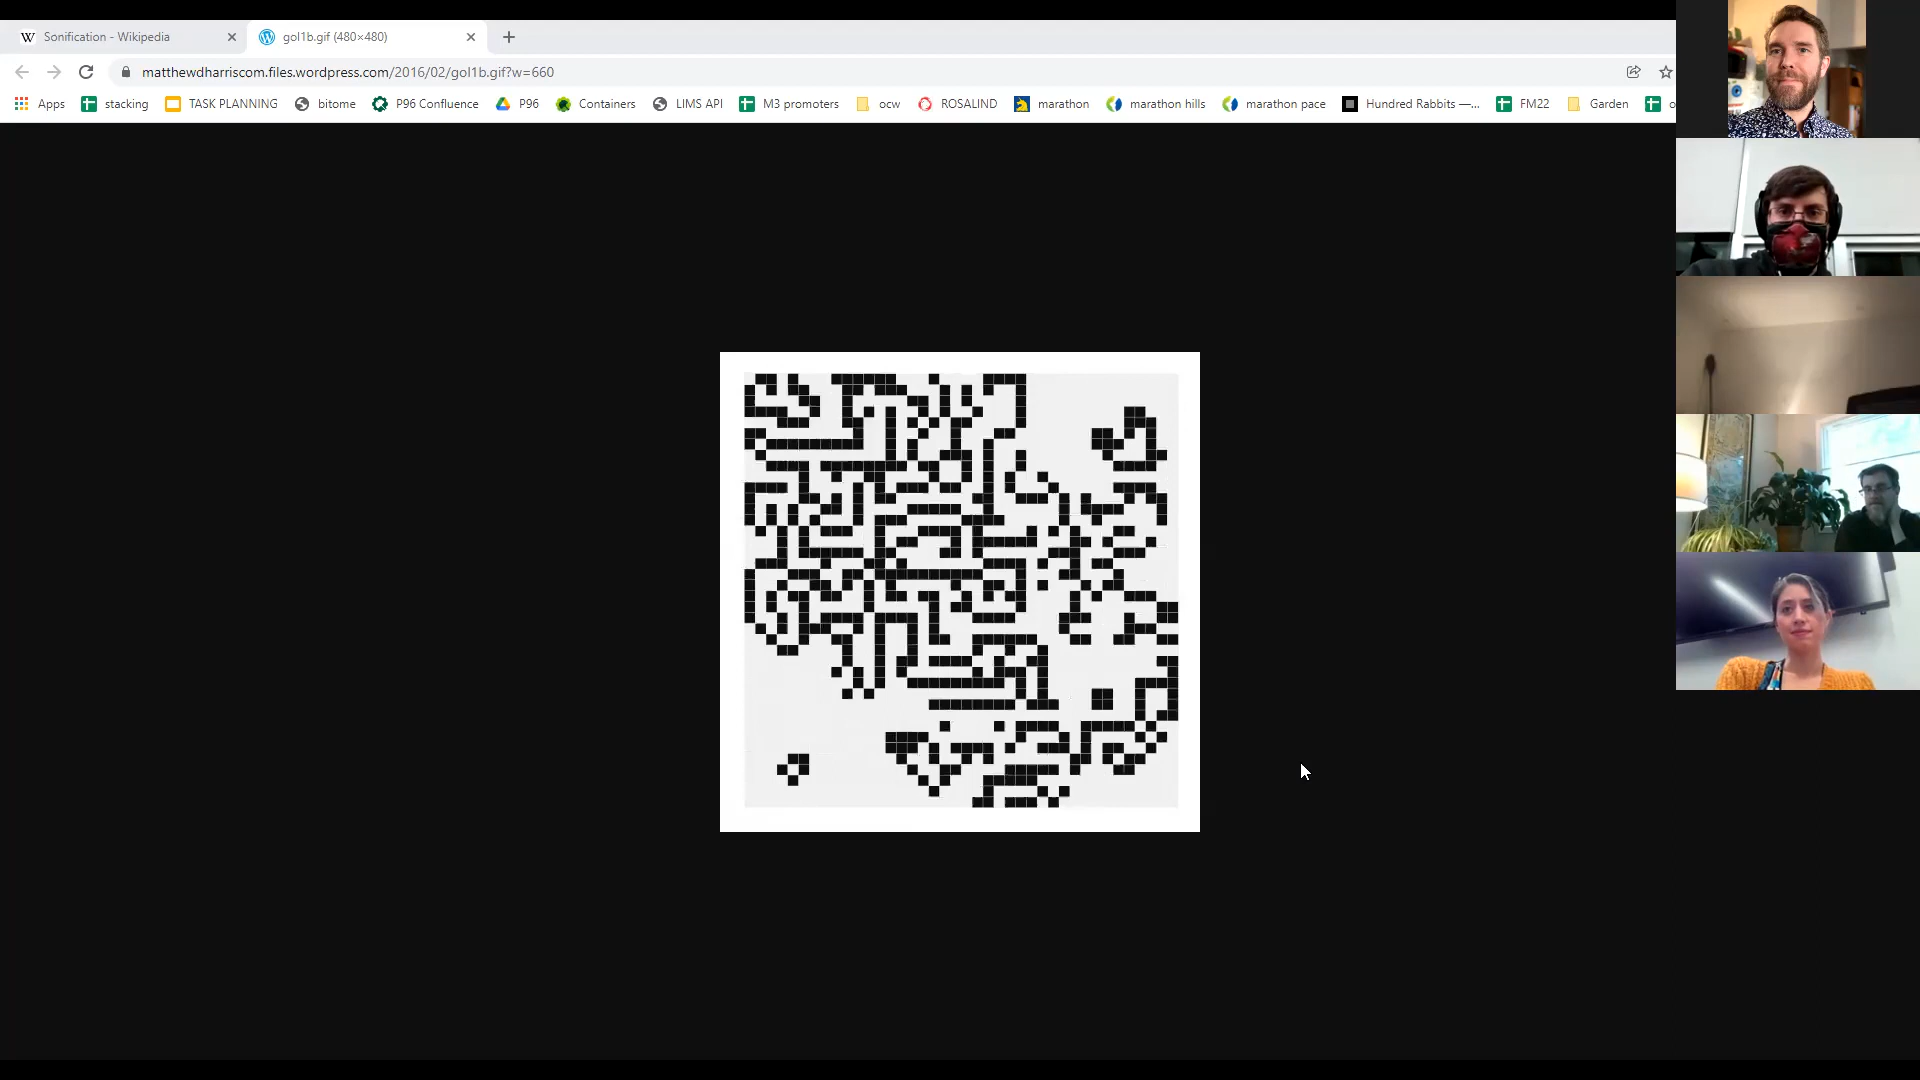 Sonification - Wikipedia
gol1b.gif (480×480)
matthewdharriscom.files.wordpress.com/2016/02/gol1b.gif?w=660
Apps stacking TASK PLANNING bitome P96 Confluence P96 Containers LIMS API M3 promoters ocw ROSALIND marathon marathon hills marathon pace Hundred Rabbits —... FM22 Garden o